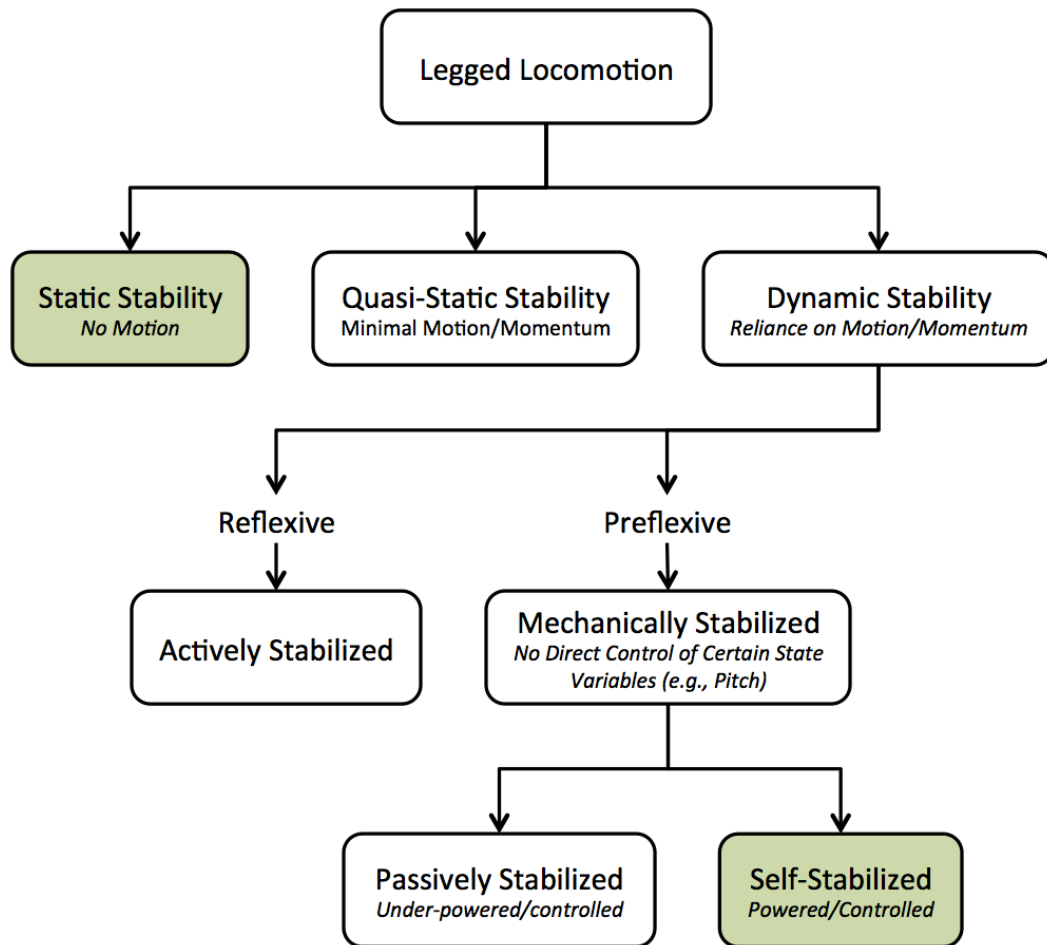 Legged Locomotion
Static Stability
No Motion
Quasi-Static Stability
Minimal Motion/Momentum
Dynamic Stability
Reliance on Motion/Momentum
Reflexive
Preflexive
Actively Stabilized
Mechanically Stabilized
No Direct Control of Certain State
Variables (e.g., Pitch)
Passively Stabilized
Under-powered/controlled
Self-Stabilized
Powered/Controlled